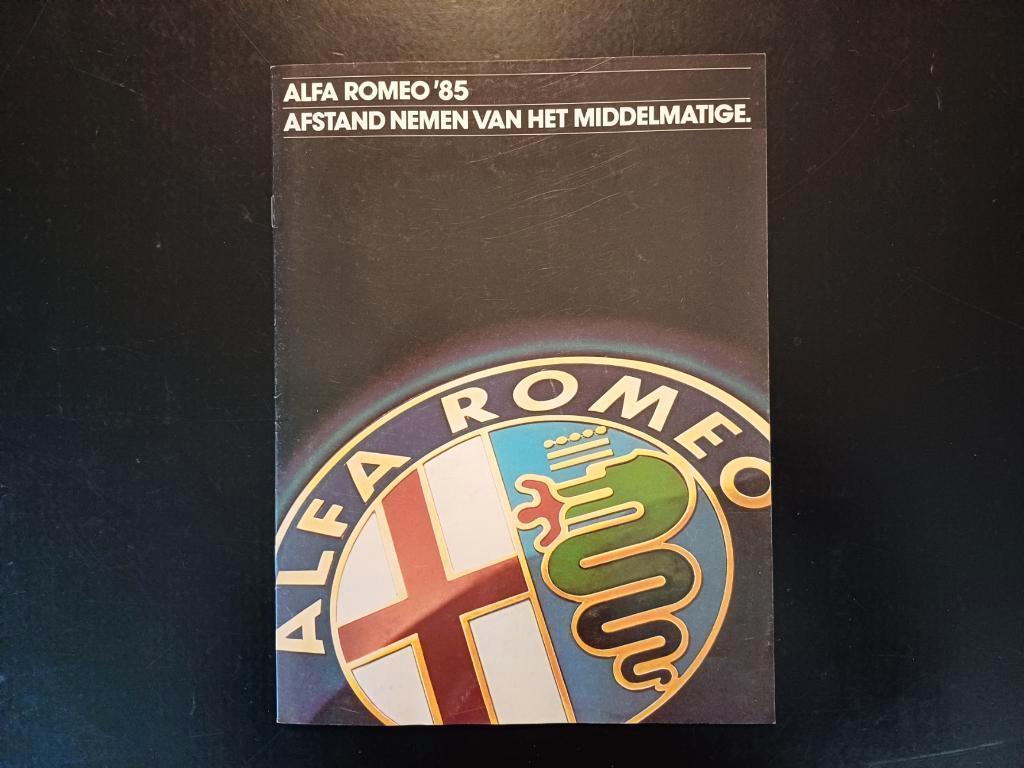 ALFA ROMEO '85
AFSTAND NEMEN VAN HET MIDDELMATIGE.
ALFA ROMEO